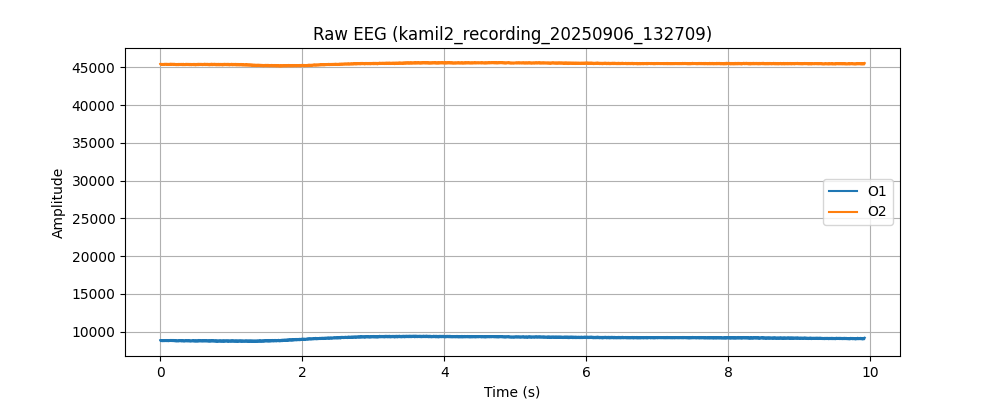 Raw EEG (kamil2_recording_20250906_132709)
Amplitude
45000
40000
35000
30000
25000
20000
15000
10000
O1
O2
0 2 4 6 8 10
Time (s)